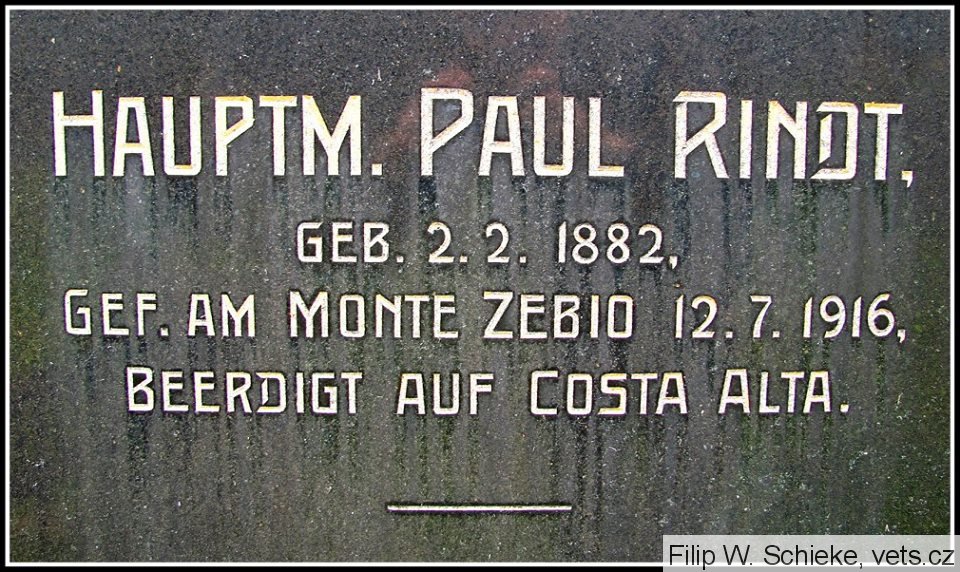 HAUPTM. PAUL RINDT,
GEB. 2. 2. 1882,
GEF. AM MONTE ZEBIO 12. 7. 1916,
BEERDIGT AUF COSTA ALTA.
Filip W. Schieke, vets.cz